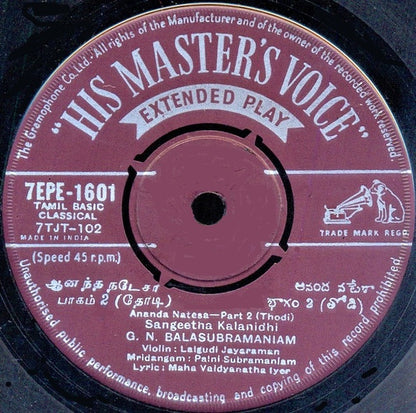 The Gramophone Co. Ltd. All rights of the Manufacturer and of the owner of the recorded work reserved.
"HIS MASTER'S VOICE"
EXTENDED PLAY
7EPE-1601
TAMIL BASIC
CLASSICAL
7TJT-102
MADE IN INDIA
TRADE MARK REGD
(Speed 45 r.p.m.)
ஆனந்த நடேசா
பாகம் 2 (தோடி)
ఆనంద నటేశా
భాగం 2 (తోడి)
Ananda Natesa—Part 2 (Thodi)
Sangeetha Kalanidhi
G. N. BALASUBRAMANIAM
Violin: Lalgudi Jayaraman
Mridangam: Palni Subramaniam
Lyric: Maha Vaidyanatha Iyer
Unauthorised public performance, broadcasting and copying of this record prohibited.